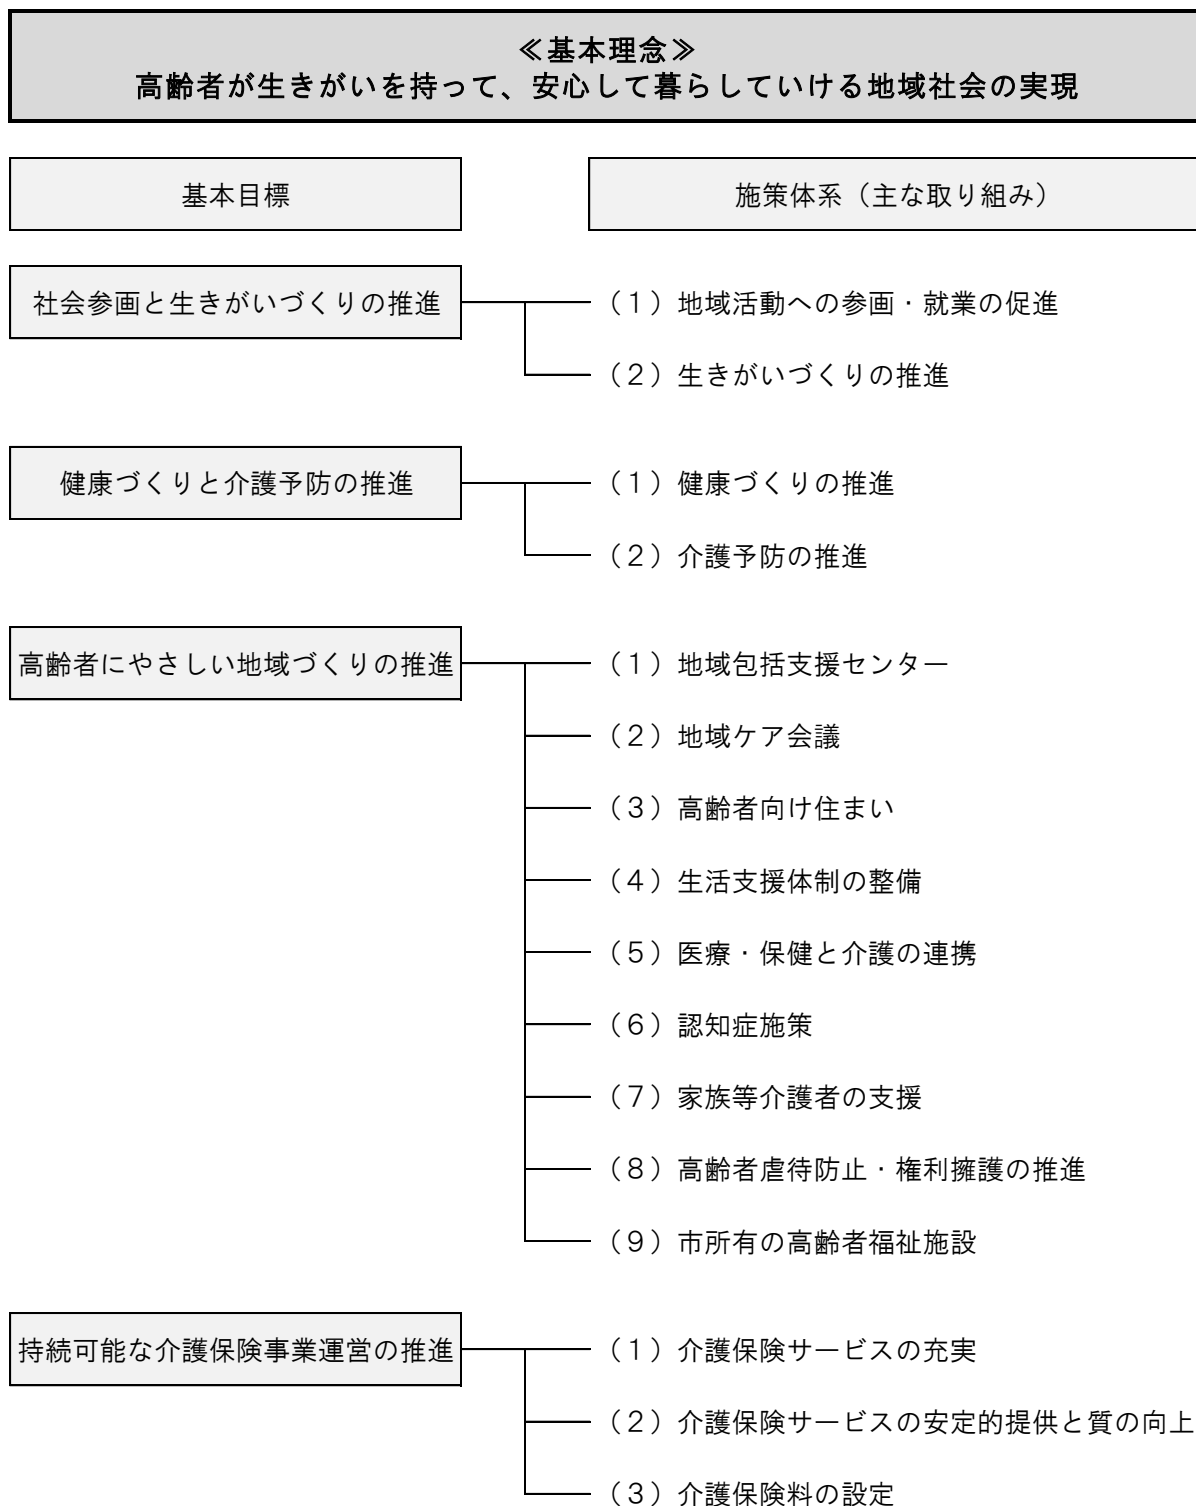 ≪基本理念≫
高齢者が生きがいを持って、安心して暮らしていける地域社会の実現
基本目標
施策体系（主な取り組み）
社会参画と生きがいづくりの推進
（１）地域活動への参画・就業の促進
（２）生きがいづくりの推進
健康づくりと介護予防の推進
（１）健康づくりの推進
（２）介護予防の推進
高齢者にやさしい地域づくりの推進
（１）地域包括支援センター
（２）地域ケア会議
（３）高齢者向け住まい
（４）生活支援体制の整備
（５）医療・保健と介護の連携
（６）認知症施策
（７）家族等介護者の支援
（８）高齢者虐待防止・権利擁護の推進
（９）市所有の高齢者福祉施設
持続可能な介護保険事業運営の推進
（１）介護保険サービスの充実
（２）介護保険サービスの安定的提供と質の向上
（３）介護保険料の設定